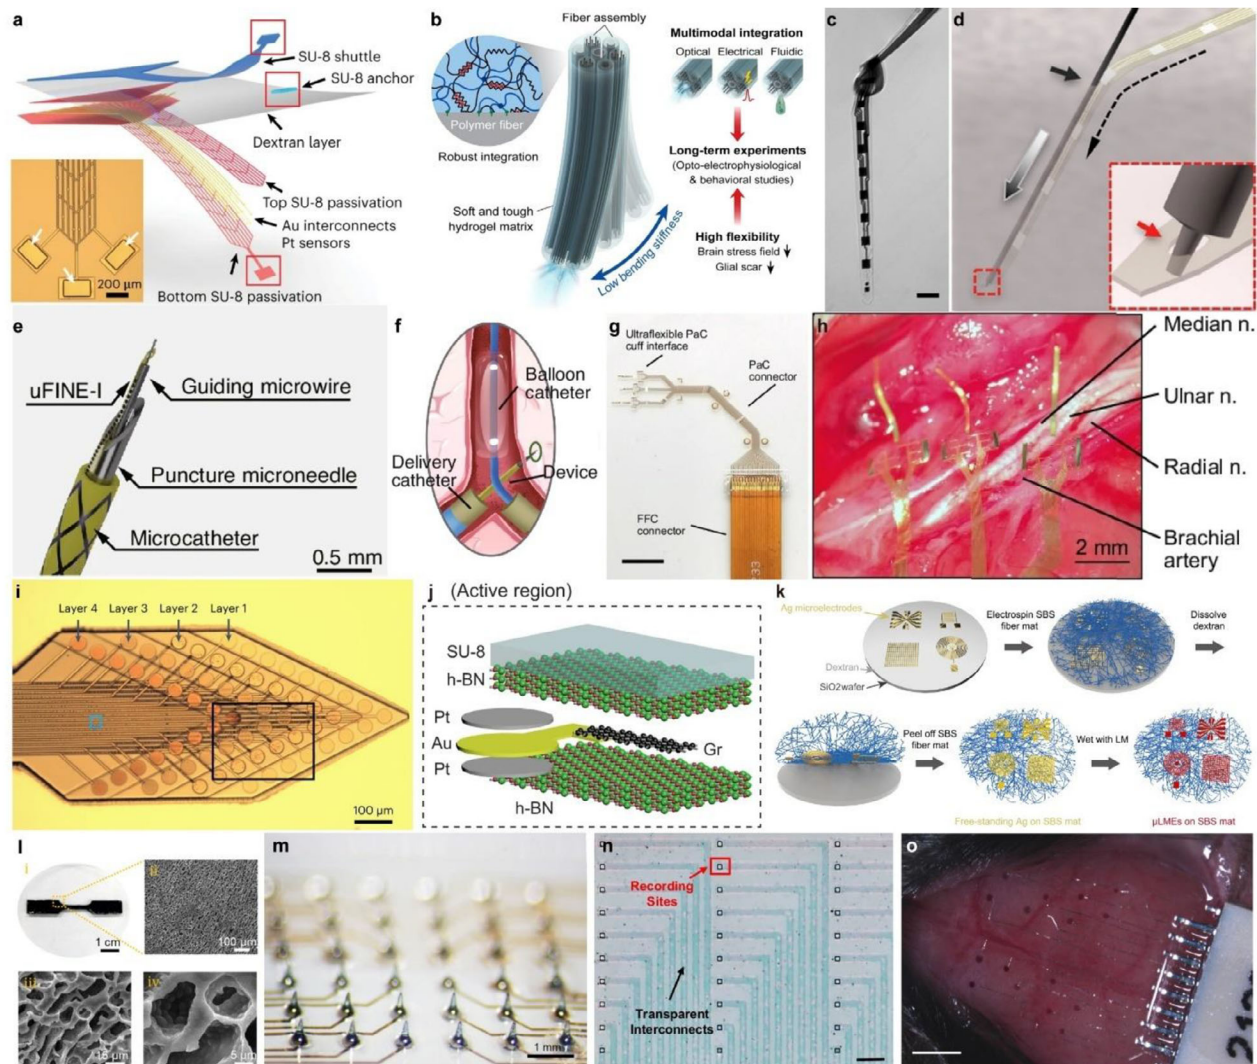 a
SU-8 shuttle
SU-8 anchor
Dextran layer
Top SU-8 passivation
Au interconnects
Pt sensors
Bottom SU-8 passivation
200 µm
b
Fiber assembly
Polymer fiber
Robust integration
Soft and tough
hydrogel matrix
Low bending stiffness
Multimodal integration
Optical Electrical Fluidic
Long-term experiments
(Opto-electrophysiological
& behavioral studies)
High flexibility
Brain stress field
Glial scar
c
d
e
uFINE-I
Guiding microwire
Puncture microneedle
Microcatheter
0.5 mm
f
Balloon
catheter
Delivery
catheter
Device
g
Ultraflexible PaC
cuff interface
PaC
connector
FFC
connector
33
h
Median n.
Ulnar n.
Radial n.
Brachial
artery
2 mm
i
Layer 4 Layer 3 Layer 2 Layer 1
100 µm
j (Active region)
SU-8
h-BN
Pt
Au
Pt
Gr
h-BN
k
Ag microelectrodes
Dextran
SiO2wafer
Electrospin SBS
fiber mat
Dissolve
dextran
Peel off SBS
fiber mat
Wet with LM
Free-standing Ag on SBS mat
µLMEs on SBS mat
l
i
1 cm
ii
100 µm
iii
iv
5 µm
m
1 mm
n
Recording
Sites
Transparent
Interconnects
o